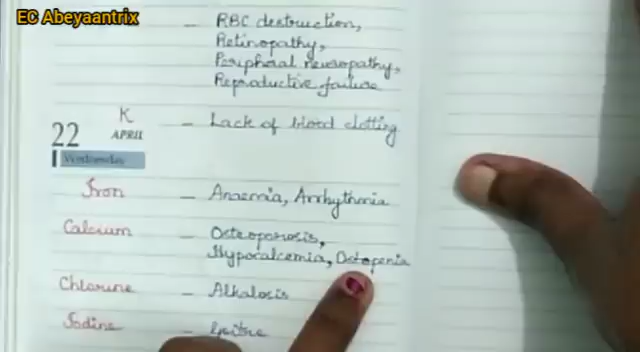 EC Abeyaantrix
– RBC destruction,
Retinopathy,
Peripheral neuropathy,
Reproductive failure
K – Lack of blood clotting
22 APRIL
Wednesday
Iron – Anaemia, Arrhythmia
Calcium – Osteoporosis,
Hypocalcemia, Ostopenia
Chlorine – Alkalosis
Iodine – Goitre